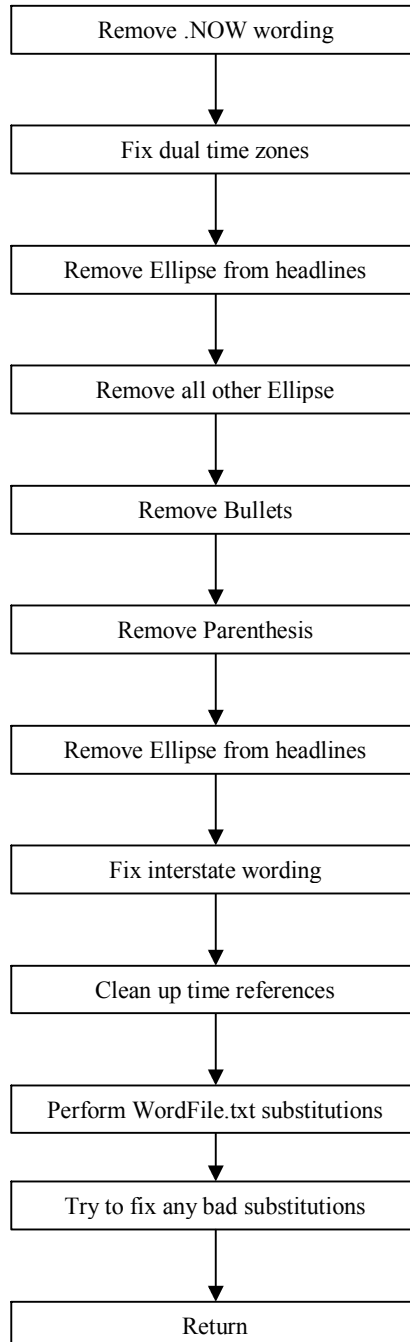 Remove .NOW wording
Fix dual time zones
Remove Ellipse from headlines
Remove all other Ellipse
Remove Bullets
Remove Parenthesis
Remove Ellipse from headlines
Fix interstate wording
Clean up time references
Perform WordFile.txt substitutions
Try to fix any bad substitutions
Return